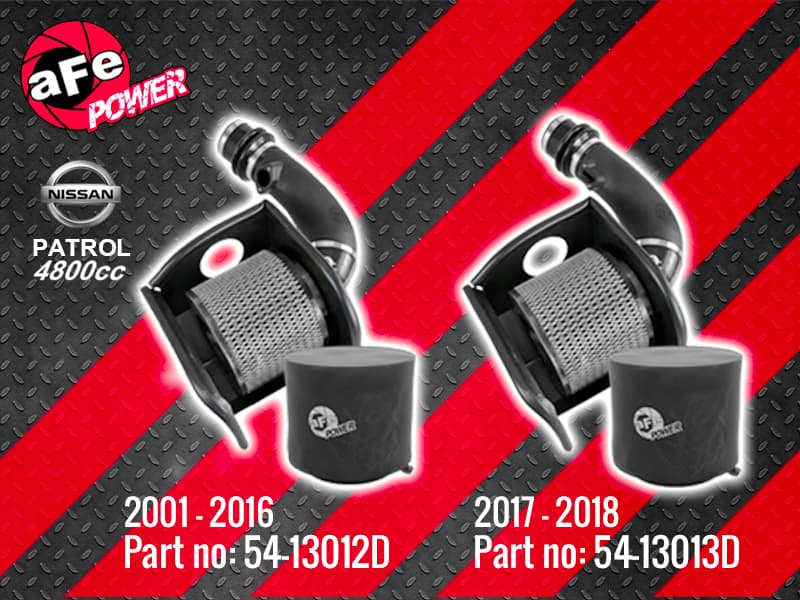 aFe
POWER
NISSAN
PATROL
4800cc
aFe
POWER
aFe
POWER
2001 - 2016
Part no: 54-13012D
2017 - 2018
Part no: 54-13013D